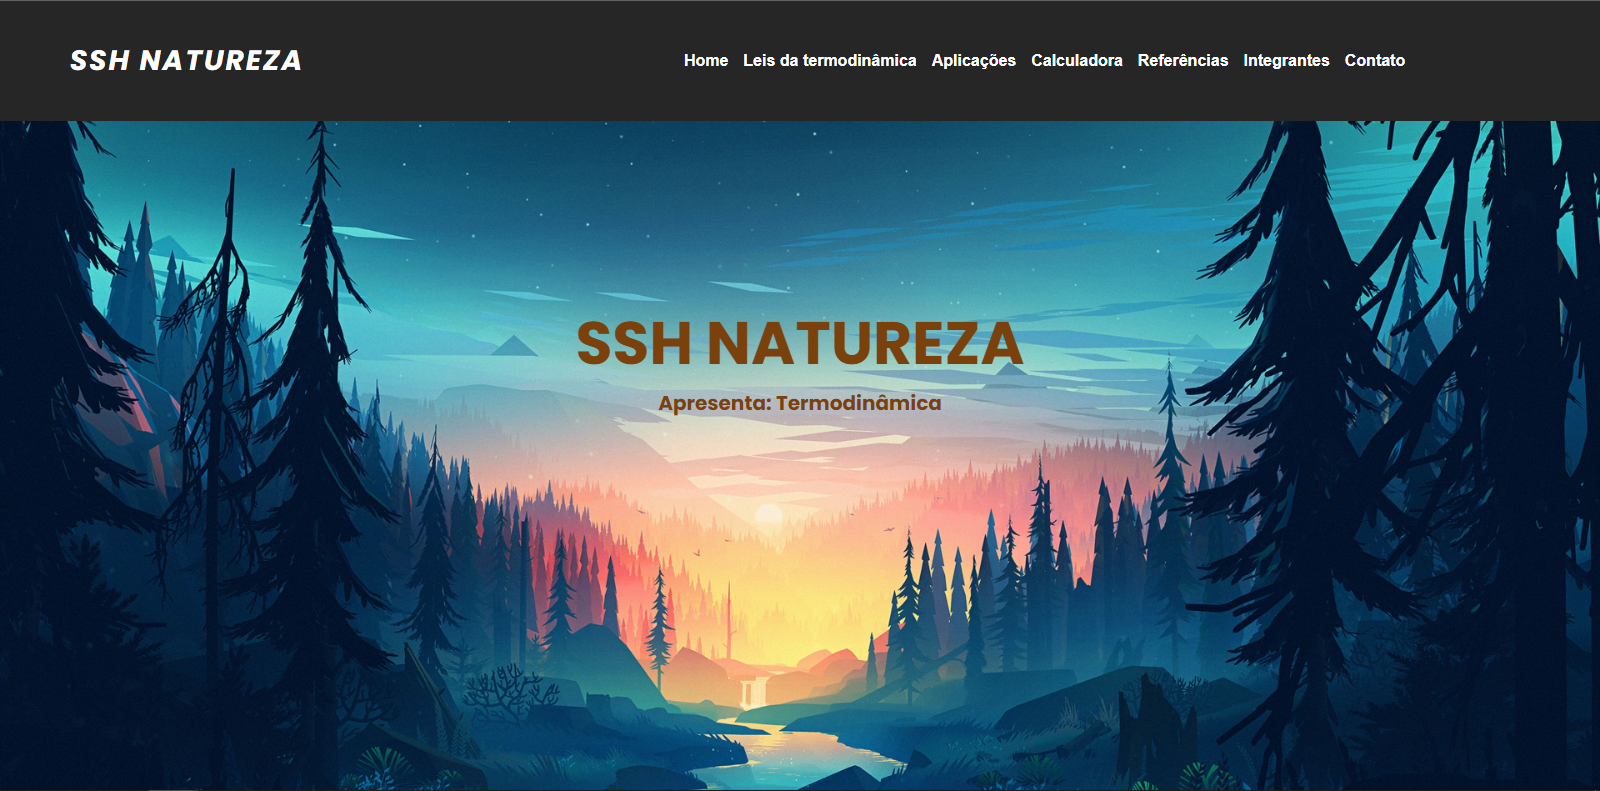 SSH NATUREZA
Home Leis da termodinâmica Aplicações Calculadora Referências Integrantes Contato
SSH NATUREZA
Apresenta: Termodinâmica